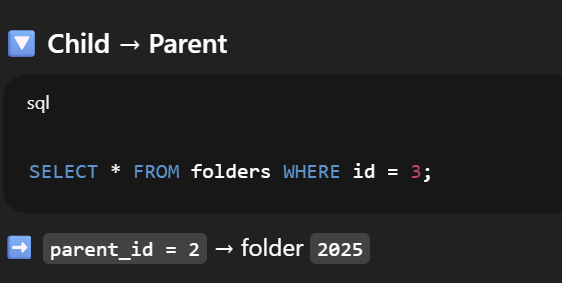 🔽 Child → Parent
sql
SELECT * FROM folders WHERE id = 3;
➡️ parent_id = 2 → folder 2025